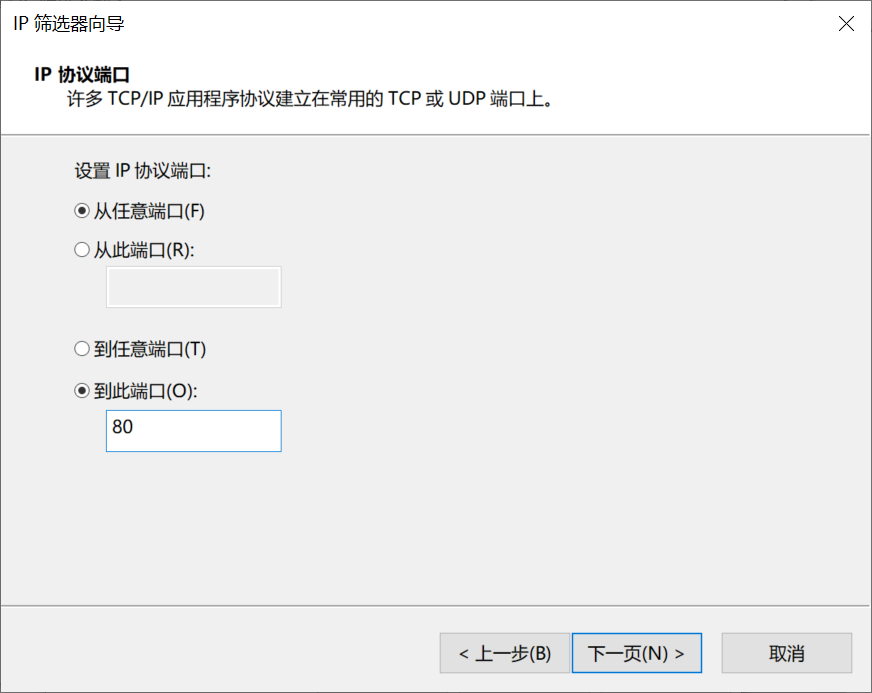 IP 筛选器向导
IP 协议端口
许多 TCP/IP 应用程序协议建立在常用的 TCP 或 UDP 端口上。
设置 IP 协议端口:
从任意端口(F)
从此端口(R):
到任意端口(T)
到此端口(O):
80
< 上一步(B) 下一页(N) > 取消